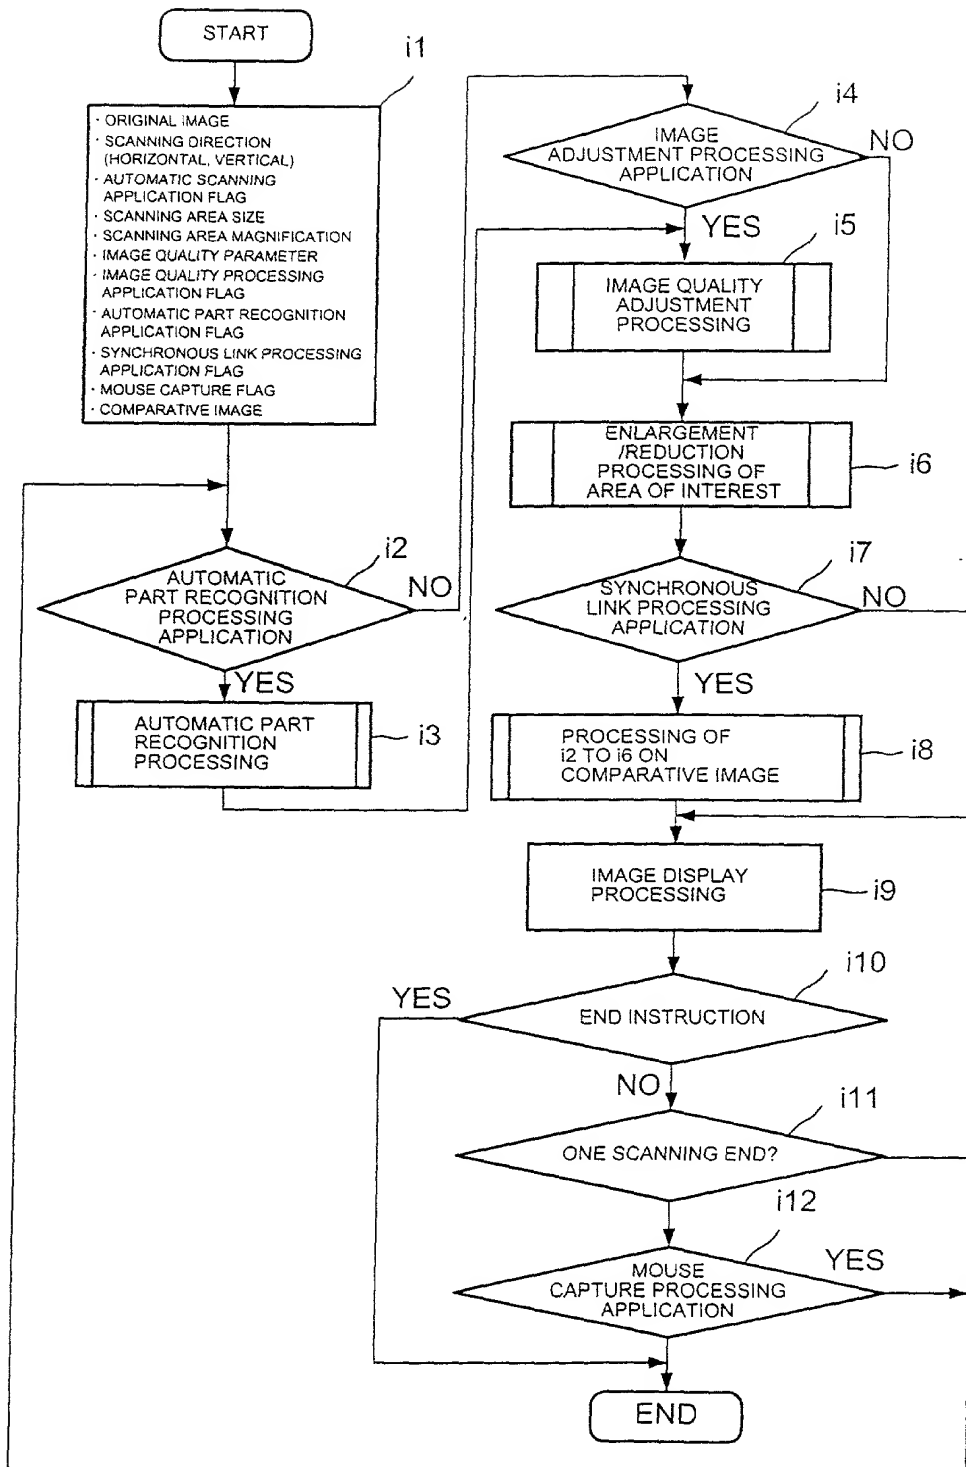 START
i1
· ORIGINAL IMAGE
· SCANNING DIRECTION
(HORIZONTAL, VERTICAL)
· AUTOMATIC SCANNING
APPLICATION FLAG
· SCANNING AREA SIZE
· SCANNING AREA MAGNIFICATION
· IMAGE QUALITY PARAMETER
· IMAGE QUALITY PROCESSING
APPLICATION FLAG
· AUTOMATIC PART RECOGNITION
APPLICATION FLAG
· SYNCHRONOUS LINK PROCESSING
APPLICATION FLAG
· MOUSE CAPTURE FLAG
· COMPARATIVE IMAGE
i2
AUTOMATIC
PART RECOGNITION
PROCESSING
APPLICATION
NO
YES
AUTOMATIC PART
RECOGNITION
PROCESSING
i3
i4
IMAGE
ADJUSTMENT PROCESSING
APPLICATION
NO
YES
i5
IMAGE QUALITY
ADJUSTMENT
PROCESSING
ENLARGEMENT
/REDUCTION
PROCESSING OF
AREA OF INTEREST
i6
i7
SYNCHRONOUS
LINK PROCESSING
APPLICATION
NO
YES
PROCESSING OF
i2 TO i6 ON
COMPARATIVE IMAGE
i8
IMAGE DISPLAY
PROCESSING
i9
i10
YES
END INSTRUCTION
NO
i11
ONE SCANNING END?
i12
MOUSE
CAPTURE PROCESSING
APPLICATION
YES
END